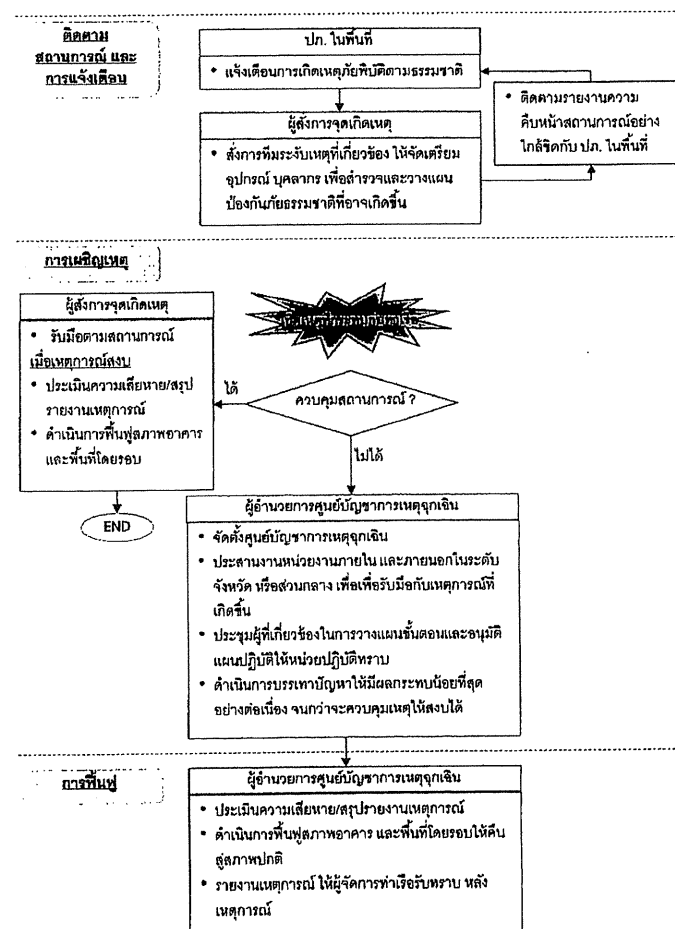 ติดตาม
สถานการณ์ และ
การแจ้งเตือน
ปภ. ในพื้นที่
• แจ้งเตือนการเกิดเหตุภัยพิบัติตามธรรมชาติ
ผู้สั่งการจุดเกิดเหตุ
• สั่งการทีมระงับเหตุที่เกี่ยวข้อง ให้จัดเตรียม
อุปกรณ์ บุคลากร เพื่อสำรวจและวางแผน
ป้องกันภัยธรรมชาติที่อาจเกิดขึ้น
• ติดตามรายงานความ
คืบหน้าสถานการณ์อย่าง
ใกล้ชิดกับ ปภ. ในพื้นที่
การเผชิญเหตุ
ผู้สั่งการจุดเกิดเหตุ
• รับมือตามสถานการณ์
เมื่อเหตุการณ์สงบ
• ประเมินความเสียหาย/สรุป
รายงานเหตุการณ์
• ดำเนินการฟื้นฟูสภาพอาคาร
และพื้นที่โดยรอบ
END
ได้
ควบคุมสถานการณ์ ?
ไม่ได้
ผู้อำนวยการศูนย์บัญชาการเหตุฉุกเฉิน
• จัดตั้งศูนย์บัญชาการเหตุฉุกเฉิน
• ประสานงานหน่วยงานภายใน และภายนอกในระดับ
จังหวัด หรือส่วนกลาง เพื่อเพื่อรับมือกับเหตุการณ์ที่
เกิดขึ้น
• ประชุมผู้ที่เกี่ยวข้องในการวางแผนขั้นตอนและอนุมัติ
แผนปฏิบัติให้หน่วยปฏิบัติทราบ
• ดำเนินการบรรเทาปัญหาให้มีผลกระทบน้อยที่สุด
อย่างต่อเนื่อง จนกว่าจะควบคุมเหตุให้สงบได้
การฟื้นฟู
ผู้อำนวยการศูนย์บัญชาการเหตุฉุกเฉิน
• ประเมินความเสียหาย/สรุปรายงานเหตุการณ์
• ดำเนินการฟื้นฟูสภาพอาคาร และพื้นที่โดยรอบให้คืน
สู่สภาพปกติ
• รายงานเหตุการณ์ ให้ผู้จัดการท่าเรือรับทราบ หลัง
เหตุการณ์